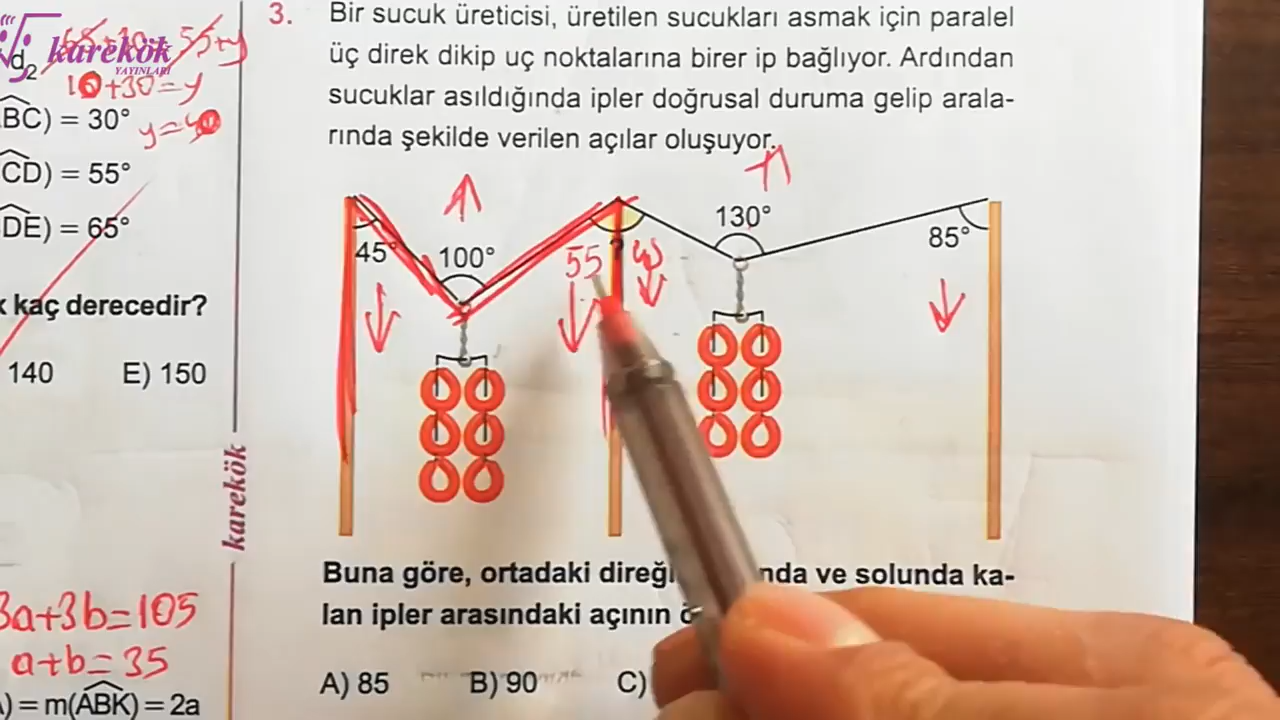 karekök
YAYINLARI
d2
10+30=y
BC) = 30°
y=40
CD) = 55°
DE) = 65°
kaç derecedir?
140 E) 150
karekök
3a+3b=105
a+b=35
) = m(ABK) = 2a
3. Bir sucuk üreticisi, üretilen sucukları asmak için paralel
üç direk dikip uç noktalarına birer ip bağlıyor. Ardından
sucuklar asıldığında ipler doğrusal duruma gelip arala-
rında şekilde verilen açılar oluşuyor.
45° 100° 55 ? 45 130° 85°
Buna göre, ortadaki nda ve solunda ka-
lan ipler arasındaki açının
A) 85 B) 90 C)